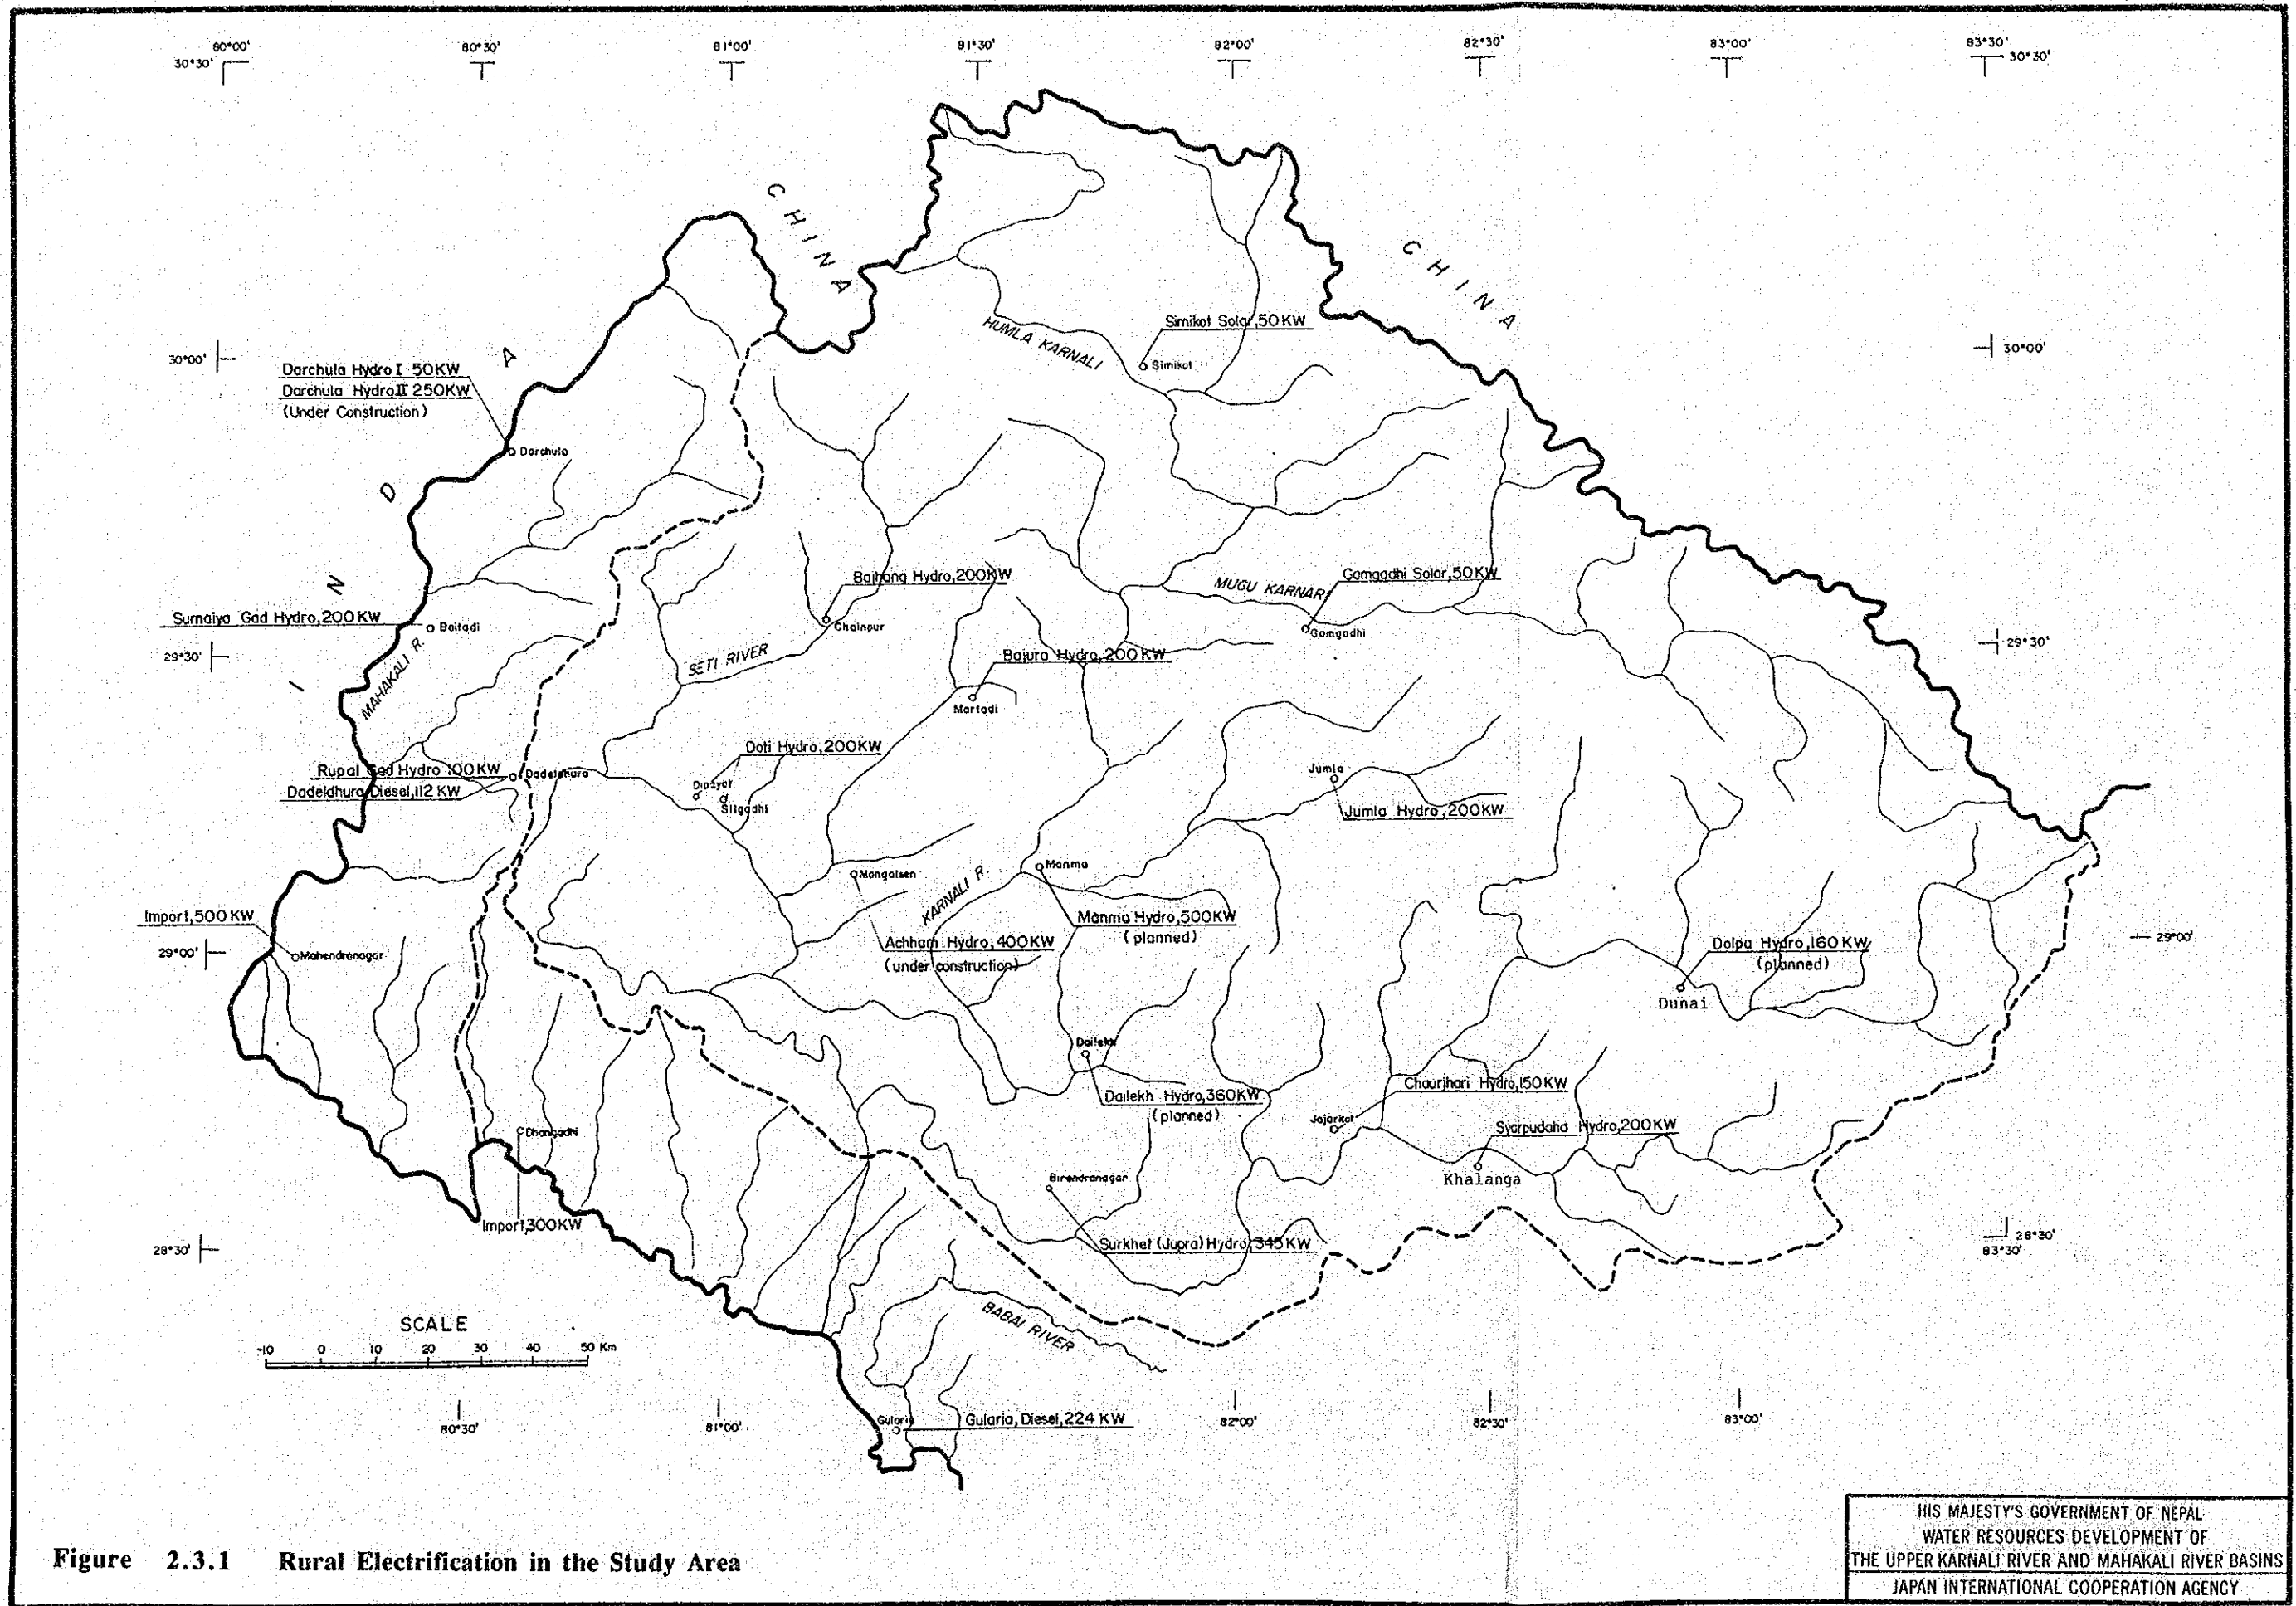 80°00' 80°30' 81°00' 81°30' 82°00' 82°30' 83°00' 83°30'
30°30' 30°30'
CHINA
CHINA
Simikot Solar, 50 KW
HUMLA KARNALI
Simikot
30°00' 30°00'
Darchula Hydro I 50KW
Darchula Hydro II 250KW
(Under Construction)
Darchula
INDIA
Bajhang Hydro, 200KW
MUGU KARNARI
Gamgadhi Solar, 50KW
Surnaiya Gad Hydro, 200KW
Baitadi
Chainpur
Gamgadhi
29°30' 29°30'
MAHAKALI R.
SETI RIVER
Bajura Hydro, 200KW
Martadi
Doti Hydro, 200KW
Rupal Gad Hydro 100KW
Dadeldhura
Dadeldhura Diesel, 112 KW
Dipayal
Silgadhi
Jumla
Jumla Hydro, 200KW
Mangalsen
Manma
KARNALI R.
Import, 500 KW
Manma Hydro, 500KW
(planned)
Achham Hydro, 400KW
(under construction)
29°00' 29°00'
Mahendranagar
Dolpa Hydro, 160 KW
(planned)
Dunai
Dailekh
Dailekh Hydro, 360KW
(planned)
Chaurjhari Hydro, 150KW
Jajarkot
Syarpudaha Hydro, 200KW
Khalanga
Dhangadhi
Birendranagar
Import, 300KW
Surkhet (Jupra) Hydro, 345KW
28°30' 28°30'
83°30'
BABAI RIVER
SCALE
-10 0 10 20 30 40 50 Km
Gularia
Gularia, Diesel, 224 KW
80°30' 81°00' 82°00' 82°30' 83°00'
Figure 2.3.1 Rural Electrification in the Study Area
HIS MAJESTY'S GOVERNMENT OF NEPAL
WATER RESOURCES DEVELOPMENT OF
THE UPPER KARNALI RIVER AND MAHAKALI RIVER BASINS
JAPAN INTERNATIONAL COOPERATION AGENCY